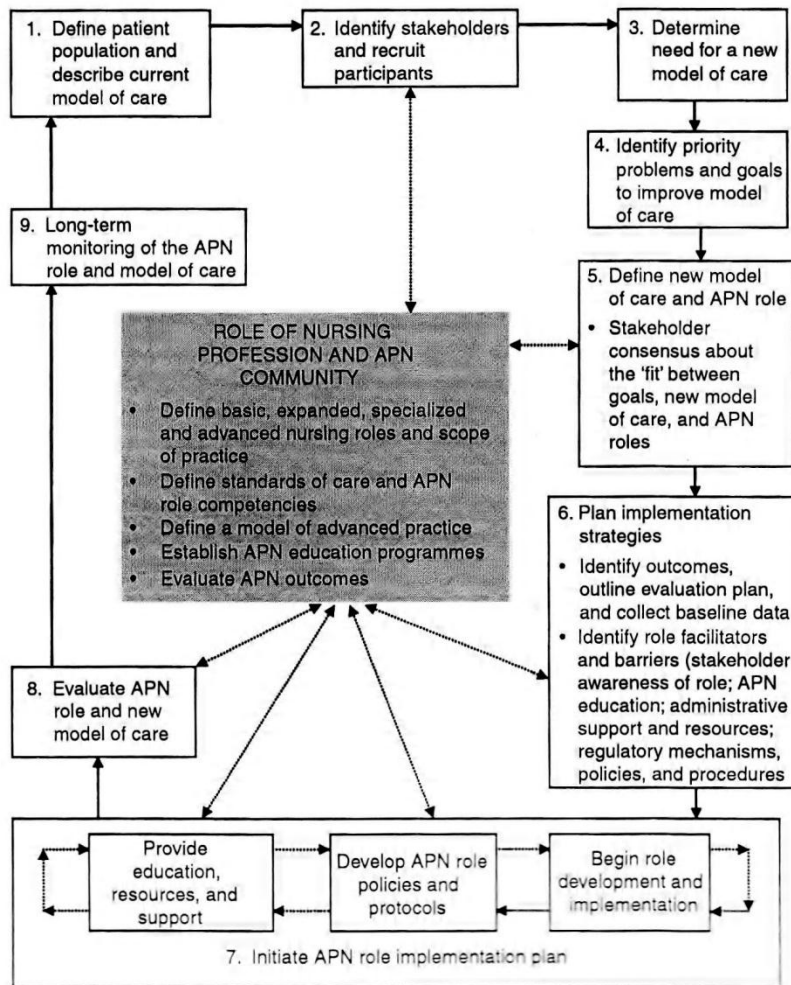 1. Define patient
population and
describe current
model of care
2. Identify stakeholders
and recruit
participants
3. Determine
need for a new
model of care
4. Identify priority
problems and goals
to improve model
of care
9. Long-term
monitoring of the APN
role and model of care
5. Define new model
of care and APN role
• Stakeholder
consensus about
the 'fit' between
goals, new model
of care, and APN
roles
ROLE OF NURSING
PROFESSION AND APN
COMMUNITY
• Define basic, expanded, specialized
and advanced nursing roles and scope
of practice
• Define standards of care and APN
role competencies
• Define a model of advanced practice
• Establish APN education programmes
• Evaluate APN outcomes
6. Plan implementation
strategies
• Identify outcomes,
outline evaluation plan,
and collect baseline data
• Identify role facilitators
and barriers (stakeholder
awareness of role; APN
education; administrative
support and resources;
regulatory mechanisms,
policies, and procedures
8. Evaluate APN
role and new
model of care
Provide
education,
resources, and
support
Develop APN role
policies and
protocols
Begin role
development and
implementation
7. Initiate APN role implementation plan